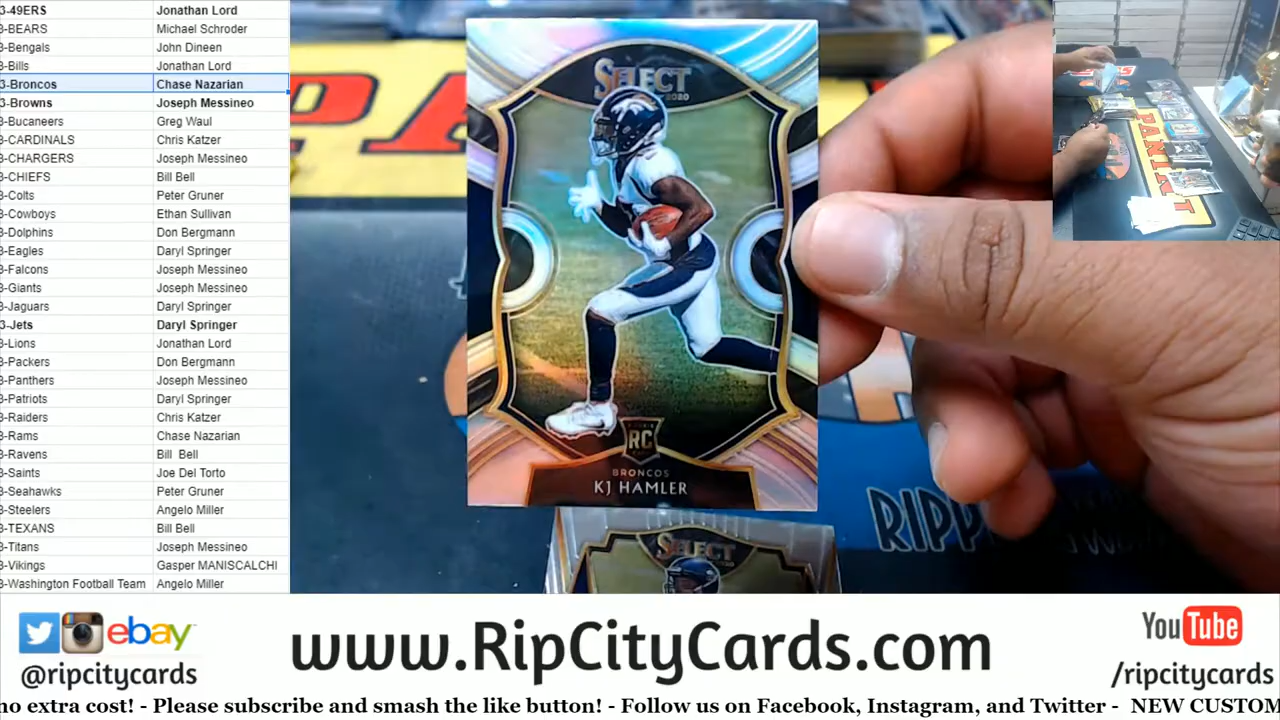 3-49ERS Jonathan Lord
3-BEARS Michael Schroder
3-Bengals John Dineen
3-Bills Jonathan Lord
3-Broncos Chase Nazarian
3-Browns Joseph Messineo
3-Bucaneers Greg Waul
3-CARDINALS Chris Katzer
3-CHARGERS Joseph Messineo
3-CHIEFS Bill Bell
3-Colts Peter Gruner
3-Cowboys Ethan Sullivan
3-Dolphins Don Bergmann
3-Eagles Daryl Springer
3-Falcons Joseph Messineo
3-Giants Joseph Messineo
3-Jaguars Daryl Springer
3-Jets Daryl Springer
3-Lions Jonathan Lord
3-Packers Don Bergmann
3-Panthers Joseph Messineo
3-Patriots Daryl Springer
3-Raiders Chris Katzer
3-Rams Chase Nazarian
3-Ravens Bill Bell
3-Saints Joe Del Torto
3-Seahawks Peter Gruner
3-Steelers Angelo Miller
3-TEXANS Bill Bell
3-Titans Joseph Messineo
3-Vikings Gasper MANISCALCHI
3-Washington Football Team Angelo Miller
SELECT
2020
RC
BRONCOS
KJ HAMLER
SELECT
RIPP
PANINI
ebay
@ripcitycards
www.RipCityCards.com
YouTube
/ripcitycards
no extra cost! - Please subscribe and smash the like button! - Follow us on Facebook, Instagram, and Twitter - NEW CUSTOM